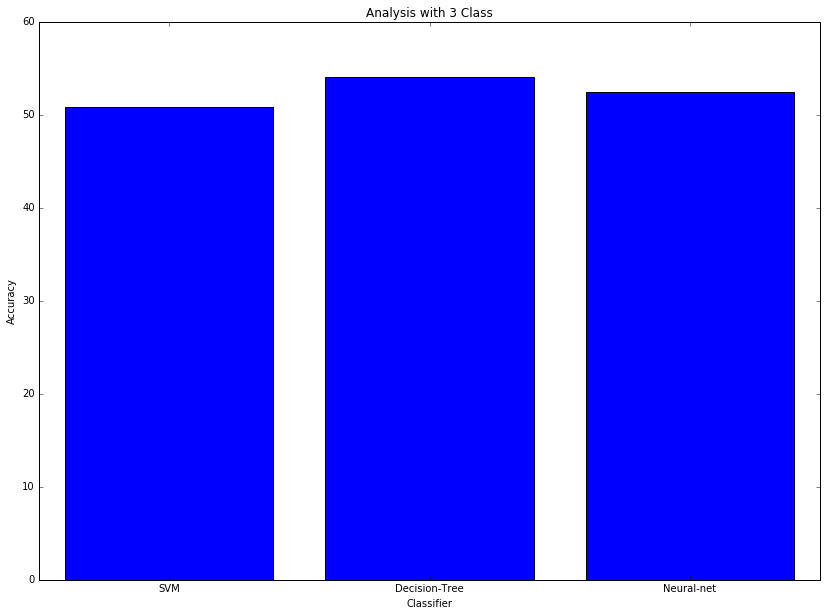 Analysis with 3 Class
60
50
40
30
20
10
0
Accuracy
SVM Decision-Tree Neural-net
Classifier